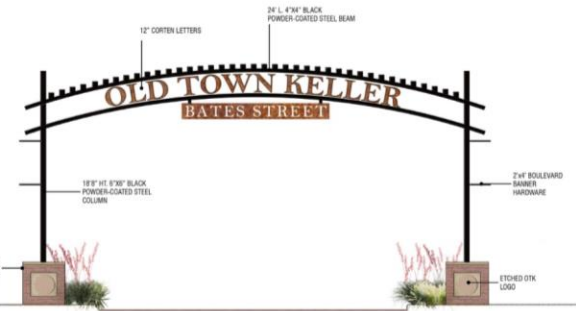 24' L. 4"X4" BLACK
POWDER-COATED STEEL BEAM
12" CORTEN LETTERS
OLD TOWN KELLER
BATES STREET
18'8" HT. 6"X6" BLACK
POWDER-COATED STEEL
COLUMN
2'x4' BOULEVARD
BANNER
HARDWARE
ETCHED OTK
LOGO